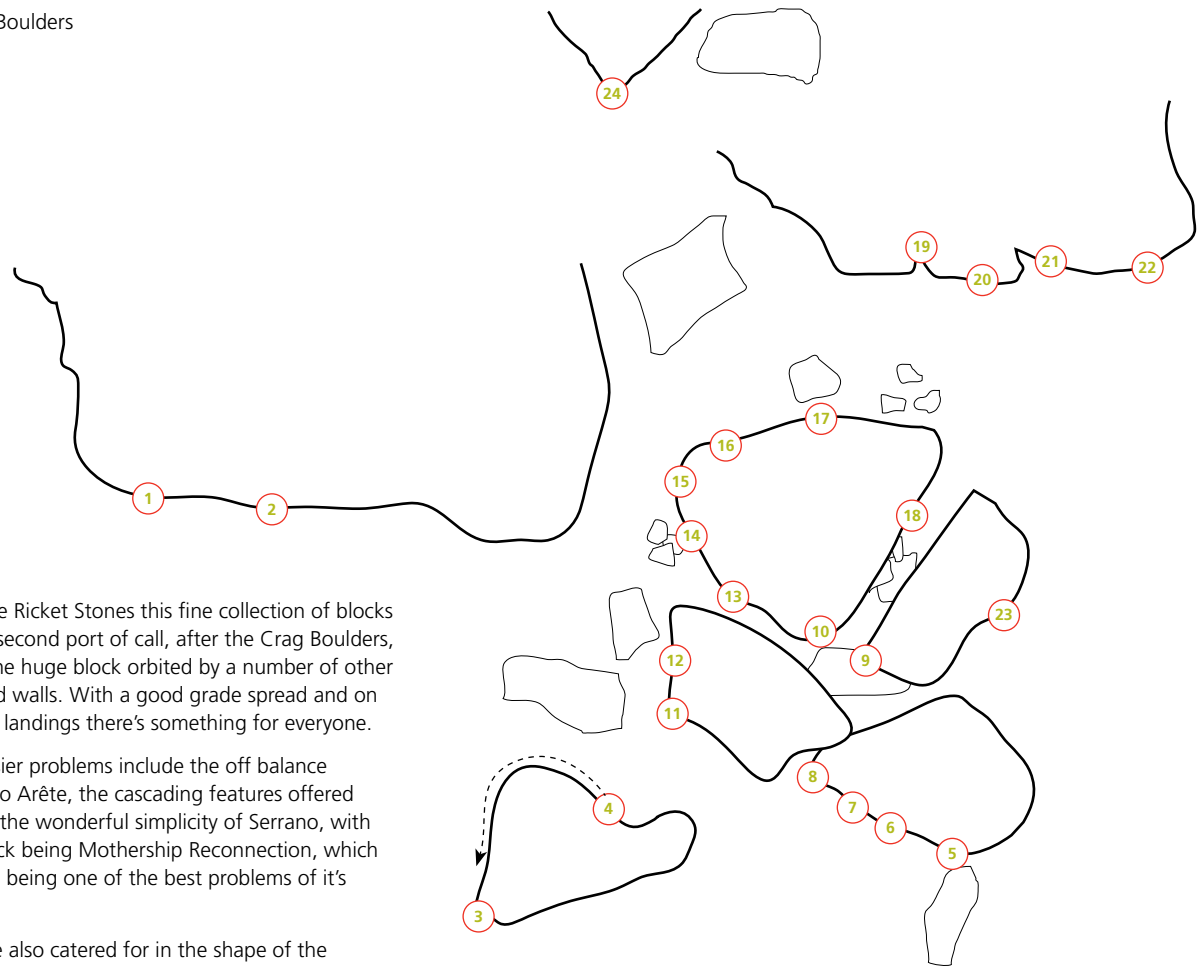 Boulders
24
19
20
21
22
17
16
15
14
18
13
10
9
23
12
11
1
2
8
7
6
5
4
3
e Ricket Stones this fine collection of blocks
second port of call, after the Crag Boulders,
ne huge block orbited by a number of other
d walls. With a good grade spread and on
landings there's something for everyone.
sier problems include the off balance
o Arête, the cascading features offered
the wonderful simplicity of Serrano, with
ck being Mothership Reconnection, which
being one of the best problems of it's
e also catered for in the shape of the